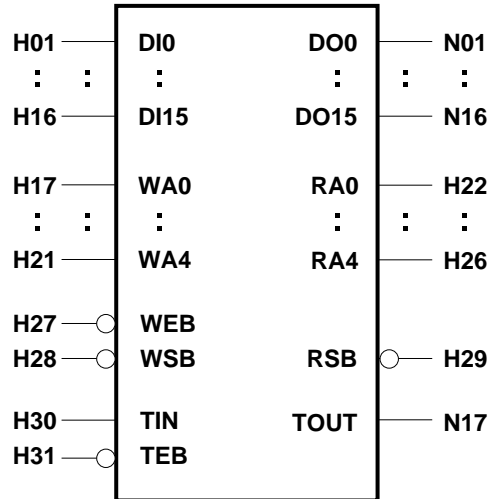 H01 DI0 DO0 N01
: : : : : :
H16 DI15 DO15 N16
H17 WA0 RA0 H22
: : : : : :
H21 WA4 RA4 H26
H27 WEB
H28 WSB RSB H29
H30 TIN TOUT N17
H31 TEB